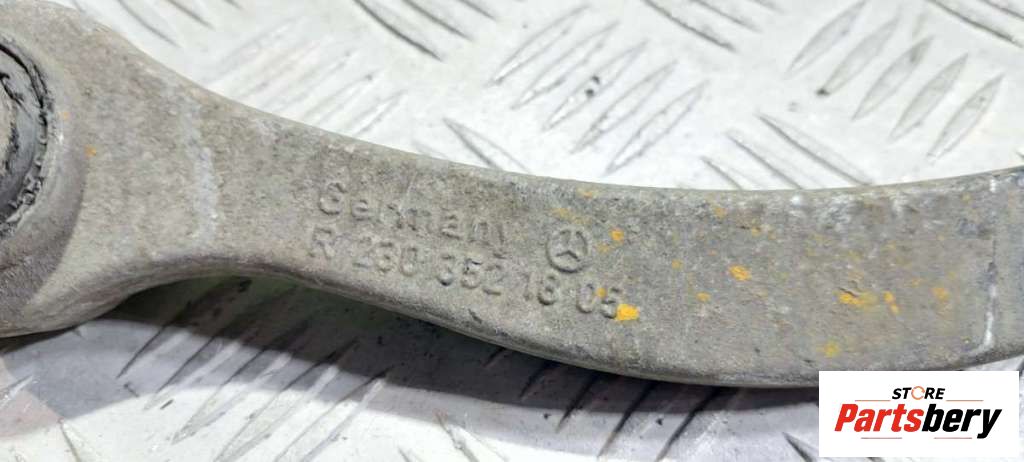 Germany
R 230 352 18 05
STORE
Partsbery